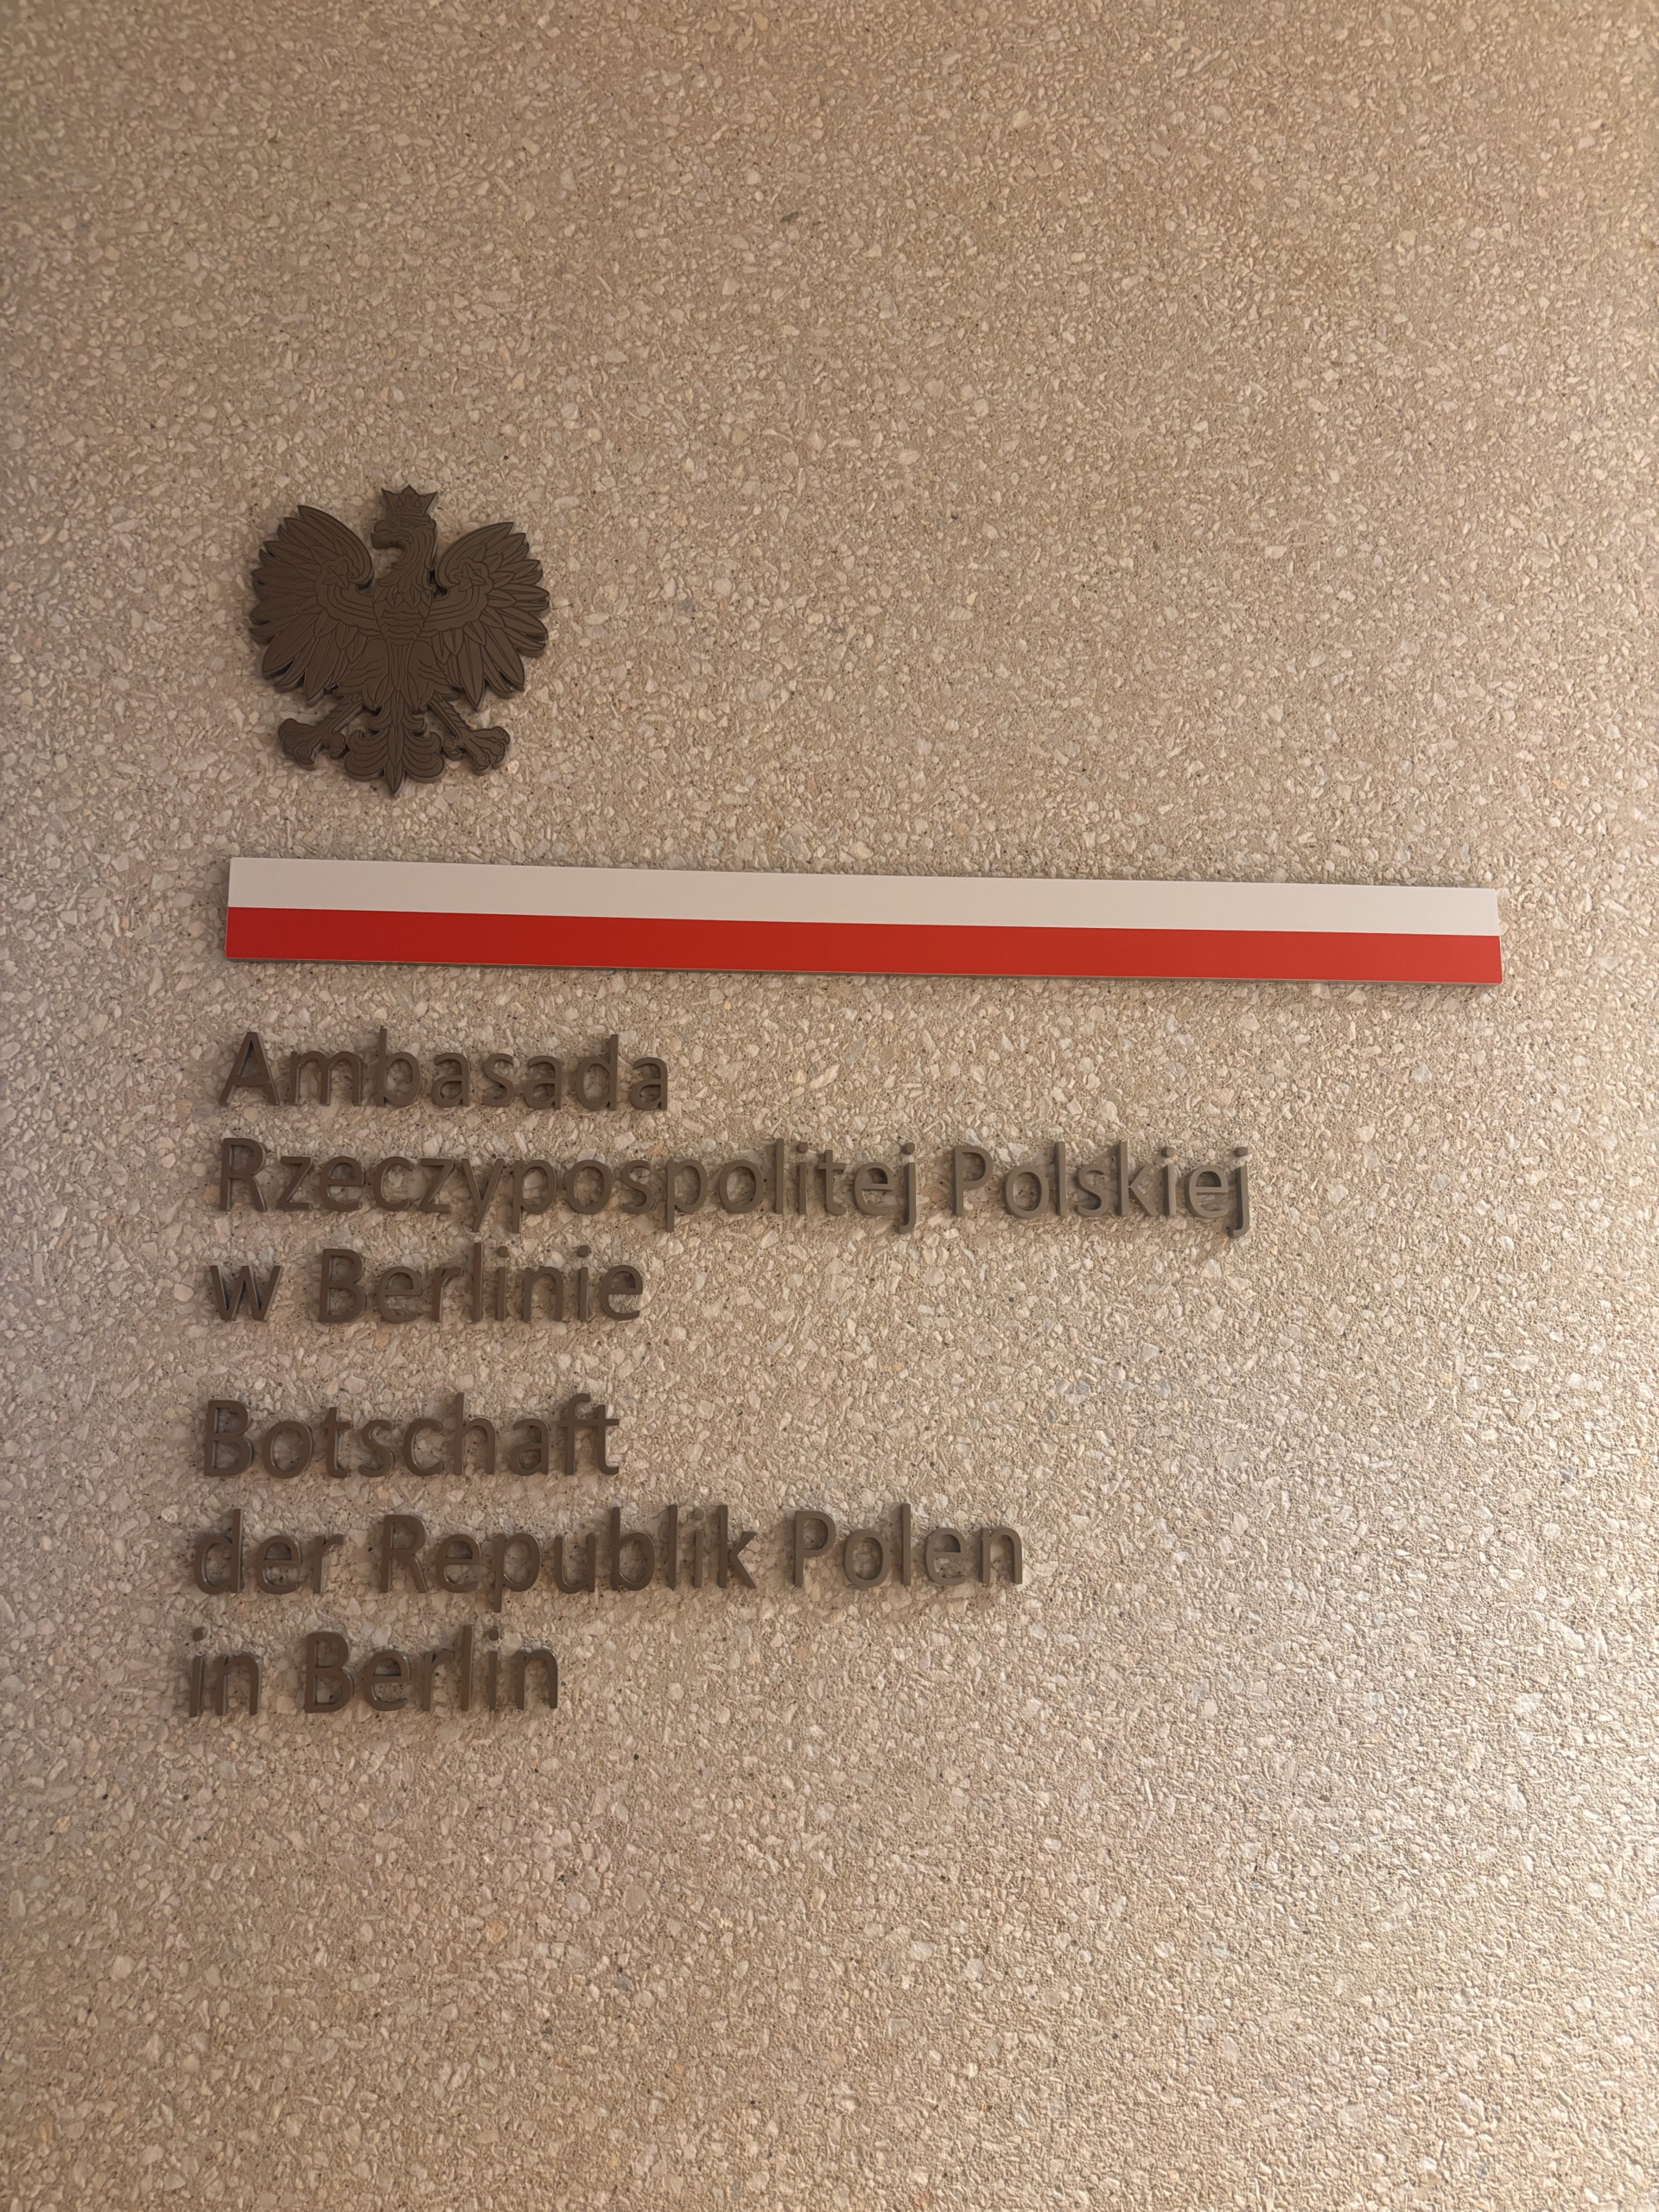 Ambasada
Rzeczypospolitej Polskiej
w Berlinie
Botschaft
der Republik Polen
in Berlin